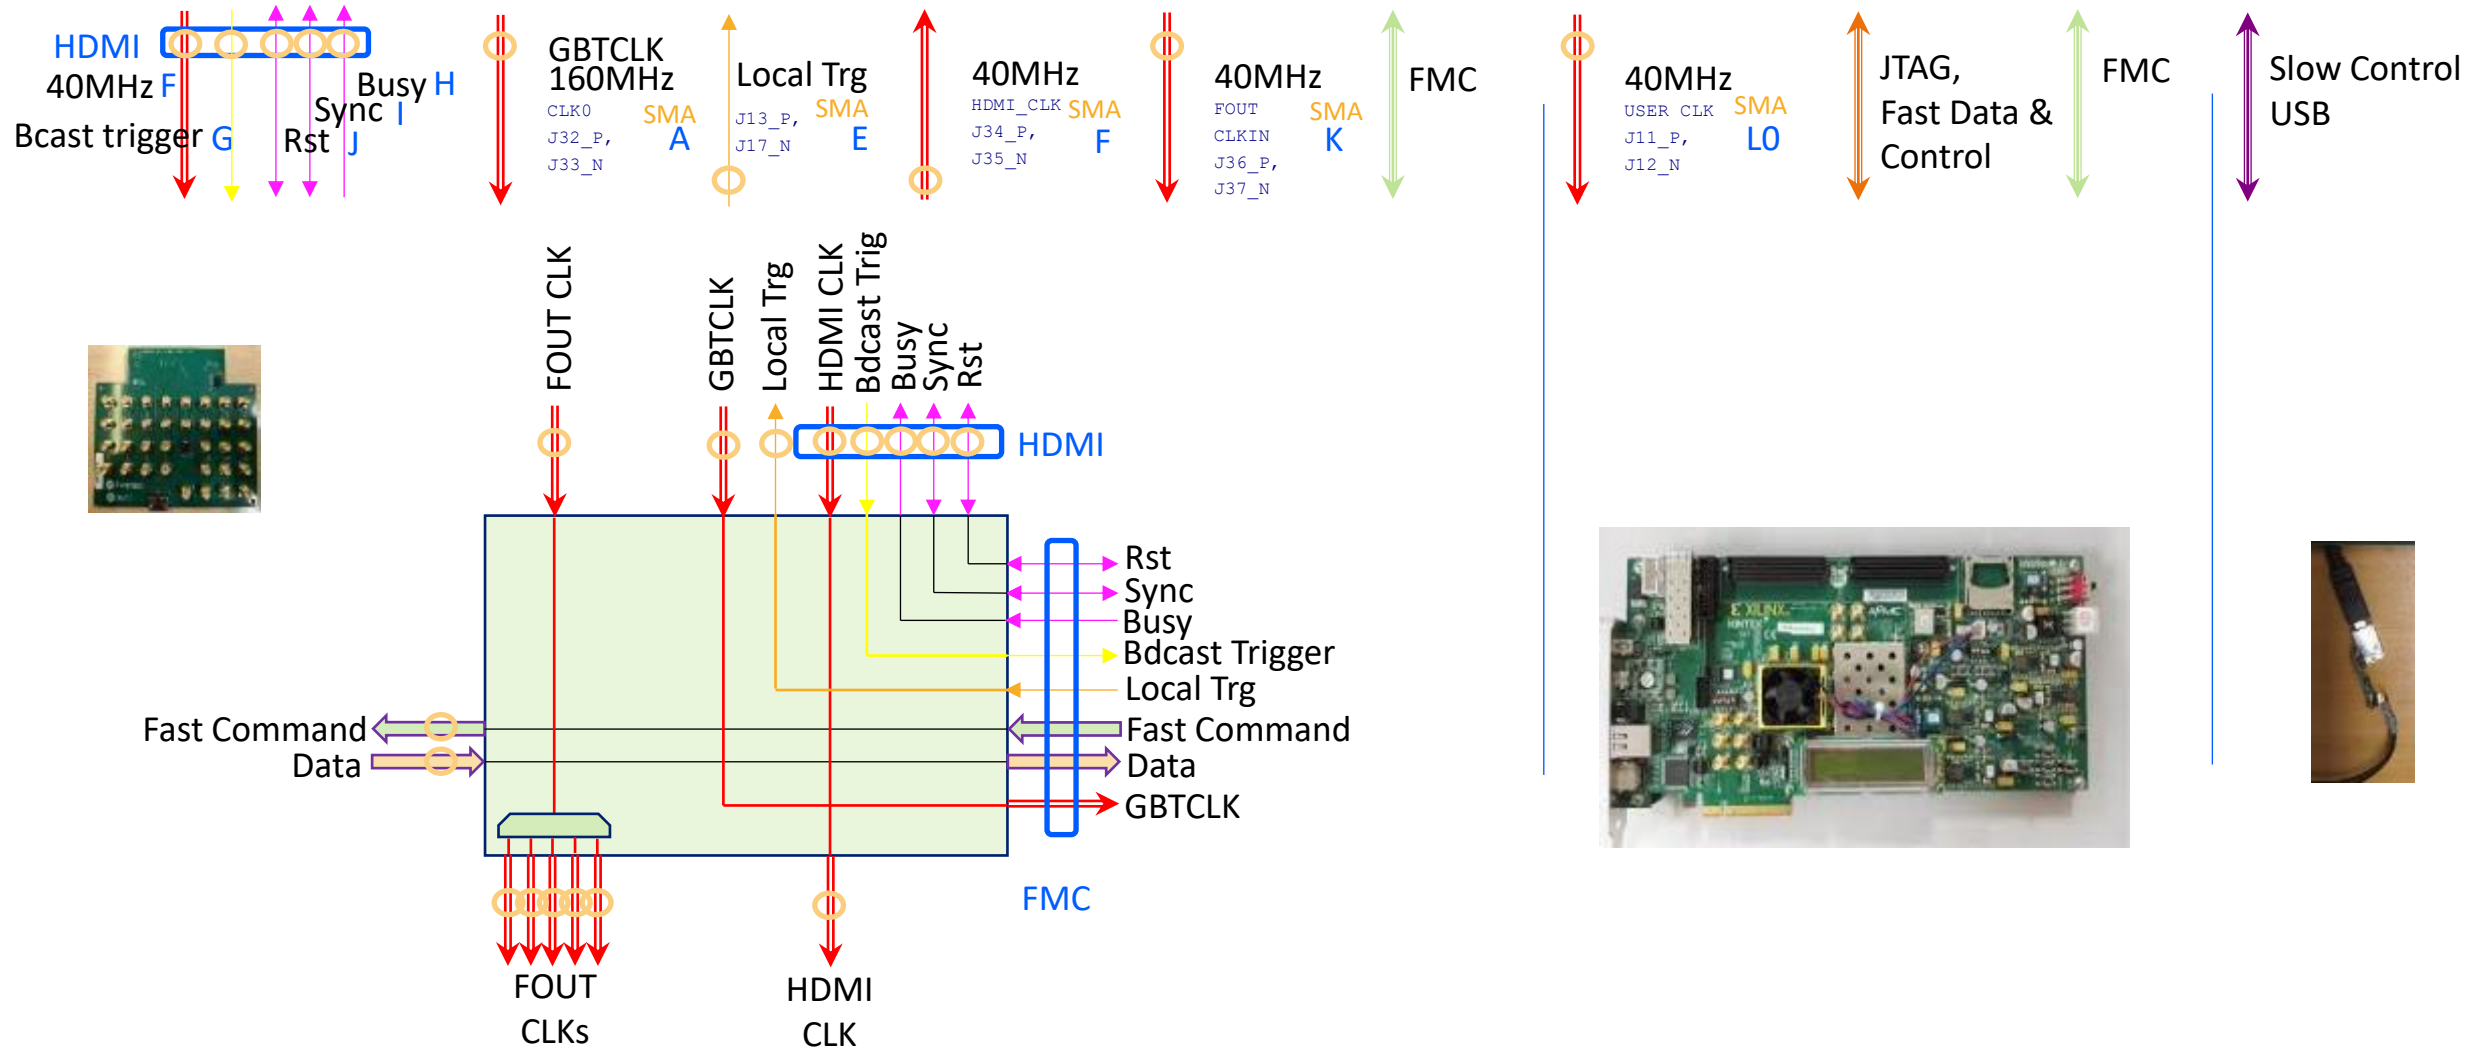 HDMI
40MHz F
Bcast trigger G
Rst J
Sync I
Busy H
GBTCLK
160MHz
CLK0
J32_P,
J33_N
SMA
A
Local Trg
J13_P,
J17_N
SMA
E
40MHz
HDMI_CLK
J34_P,
J35_N
SMA
F
40MHz
FOUT
CLKIN
J36_P,
J37_N
SMA
K
FMC
40MHz
USER CLK
J11_P,
J12_N
SMA
L0
JTAG,
Fast Data &
Control
FMC
Slow Control
USB
FOUT CLK
GBTCLK
Local Trg
HDMI CLK
Bdcast Trig
Busy
Sync
Rst
HDMI
Rst
Sync
Busy
Bdcast Trigger
Local Trg
Fast Command
Data
GBTCLK
Fast Command
Data
FMC
FOUT
CLKs
HDMI
CLK
XILINX